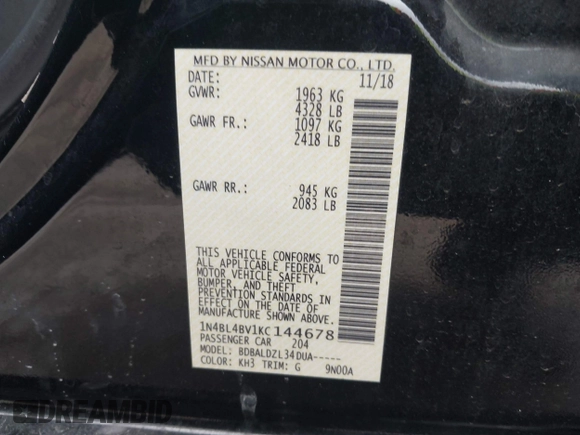 MFD BY NISSAN MOTOR CO., LTD.
DATE: 11/18
GVWR: 1963 KG
4328 LB
GAWR FR.: 1097 KG
2418 LB
GAWR RR.: 945 KG
2083 LB
THIS VEHICLE CONFORMS TO
ALL APPLICABLE FEDERAL
MOTOR VEHICLE SAFETY,
BUMPER, AND THEFT
PREVENTION STANDARDS IN
EFFECT ON THE DATE OF
MANUFACTURE SHOWN ABOVE.
1N4BL4BV1KC144678
PASSENGER CAR 204
MODEL: BDBALDZL34DUA-----
COLOR: KH3 TRIM: G 9N00A
DREAMBID